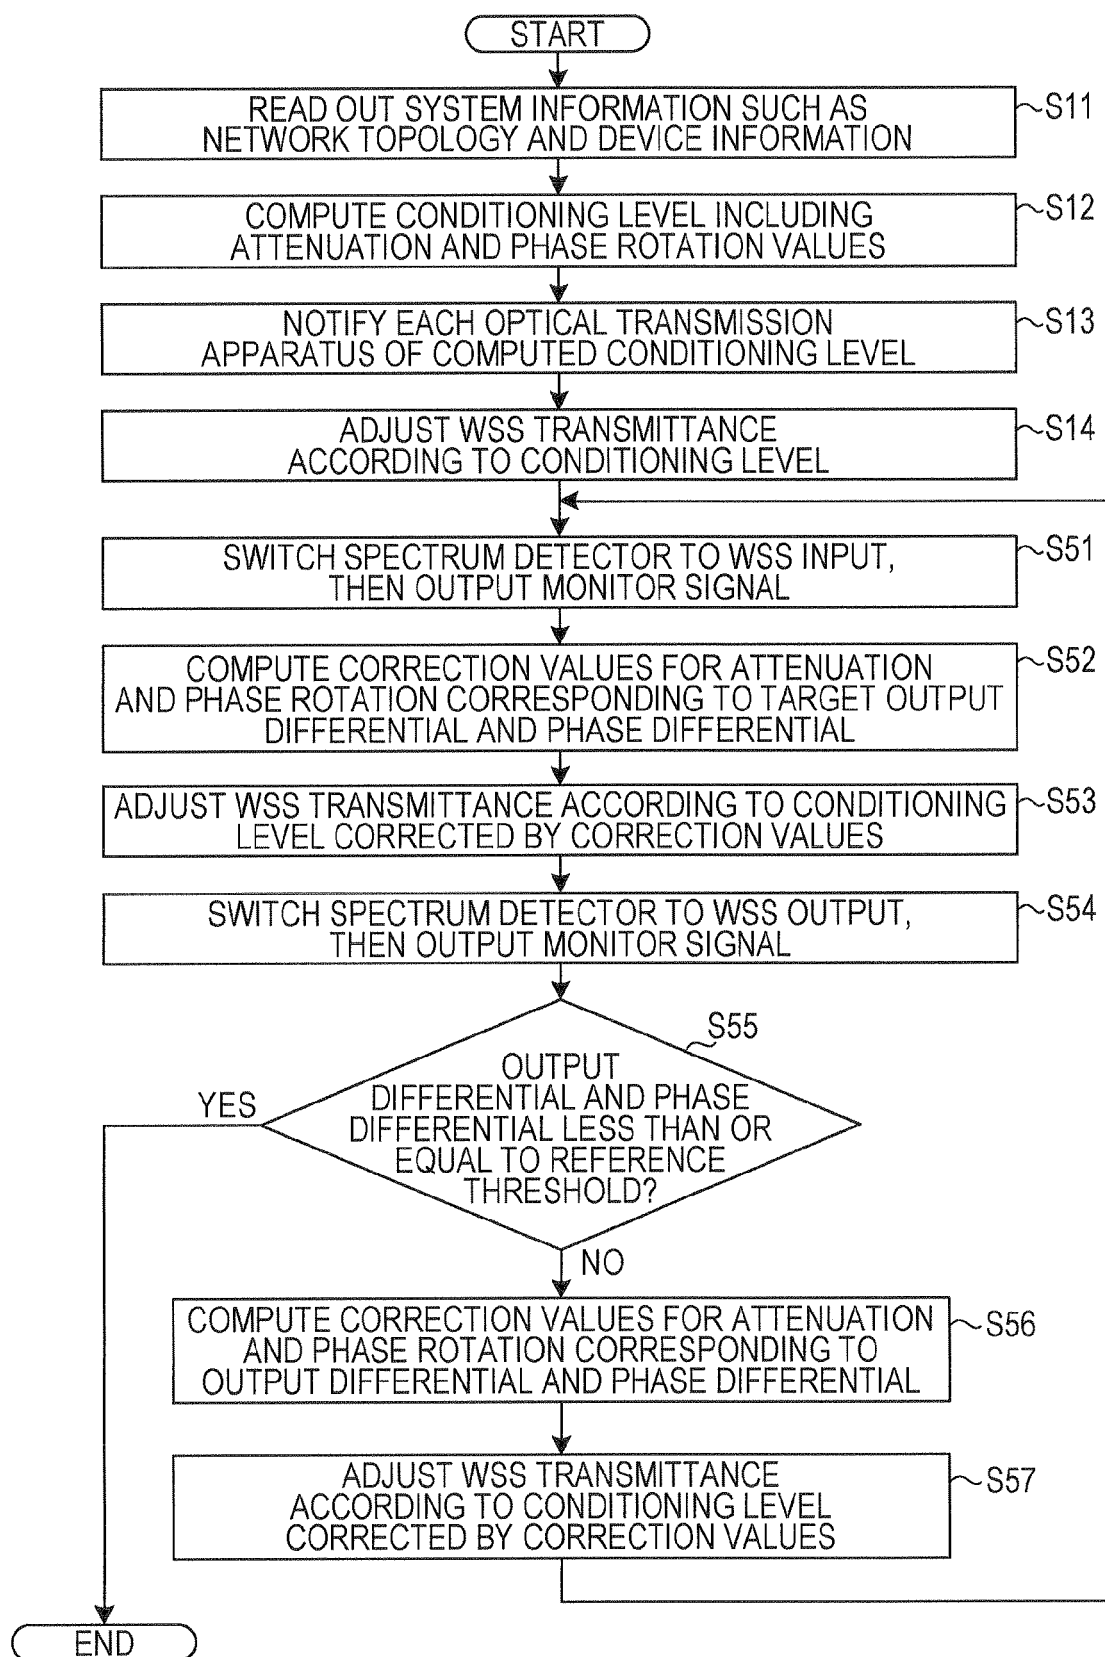 START
READ OUT SYSTEM INFORMATION SUCH AS
NETWORK TOPOLOGY AND DEVICE INFORMATION
S11
COMPUTE CONDITIONING LEVEL INCLUDING
ATTENUATION AND PHASE ROTATION VALUES
S12
NOTIFY EACH OPTICAL TRANSMISSION
APPARATUS OF COMPUTED CONDITIONING LEVEL
S13
ADJUST WSS TRANSMITTANCE
ACCORDING TO CONDITIONING LEVEL
S14
SWITCH SPECTRUM DETECTOR TO WSS INPUT,
THEN OUTPUT MONITOR SIGNAL
S51
COMPUTE CORRECTION VALUES FOR ATTENUATION
AND PHASE ROTATION CORRESPONDING TO TARGET OUTPUT
DIFFERENTIAL AND PHASE DIFFERENTIAL
S52
ADJUST WSS TRANSMITTANCE ACCORDING TO CONDITIONING
LEVEL CORRECTED BY CORRECTION VALUES
S53
SWITCH SPECTRUM DETECTOR TO WSS OUTPUT,
THEN OUTPUT MONITOR SIGNAL
S54
S55
OUTPUT
DIFFERENTIAL AND PHASE
DIFFERENTIAL LESS THAN OR
EQUAL TO REFERENCE
THRESHOLD?
YES
NO
COMPUTE CORRECTION VALUES FOR ATTENUATION
AND PHASE ROTATION CORRESPONDING TO
OUTPUT DIFFERENTIAL AND PHASE DIFFERENTIAL
S56
ADJUST WSS TRANSMITTANCE
ACCORDING TO CONDITIONING LEVEL
CORRECTED BY CORRECTION VALUES
S57
END